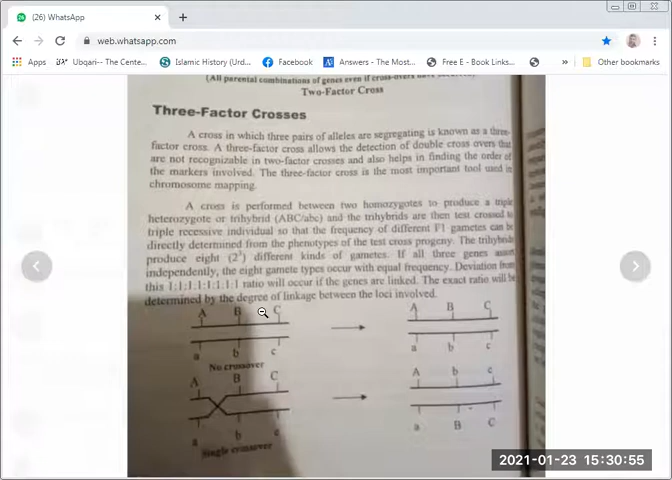 (26) WhatsApp
web.whatsapp.com
Apps Ubqari-- The Cente... Islamic History (Urd... Facebook Answers - The Most... Free E - Book Links... » Other bookmarks
(All parental combinations of genes even if cross-overs have
Two-Factor Cross
Three-Factor Crosses
A cross in which three pairs of alleles are segregating is known as a three-
factor cross. A three-factor cross allows the detection of double cross overs that
are not recognizable in two-factor crosses and also helps in finding the order of
the markers involved. The three-factor cross is the most important tool used in
chromosome mapping.
A cross is performed between two homozygotes to produce a triple
heterozygote or trihybrid (ABC/abc) and the trihybrids are then test crossed to
triple recessive individual so that the frequency of different F1 gametes can be
directly determined from the phenotypes of the test cross progeny. The trihybrids
produce eight (2³) different kinds of gametes. If all three genes assort
independently, the eight gamete types occur with equal frequency. Deviation from
this 1:1:1:1:1:1:1:1 ratio will occur if the genes are linked. The exact ratio will be
determined by the degree of linkage between the loci involved.
A B C A B C
a b c a b c
No crossover
A B C A b c
a b c a B C
Single crossover
2021-01-23 15:30:55